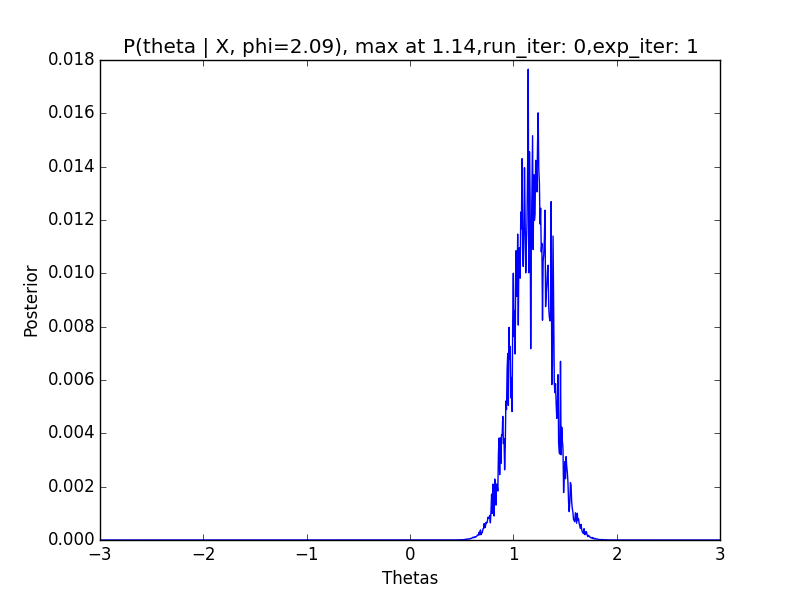 P(theta | X, phi=2.09), max at 1.14,run_iter: 0,exp_iter: 1
0.018
0.016
0.014
0.012
0.010
0.008
0.006
0.004
0.002
0.000
Posterior
−3 −2 −1 0 1 2 3
Thetas